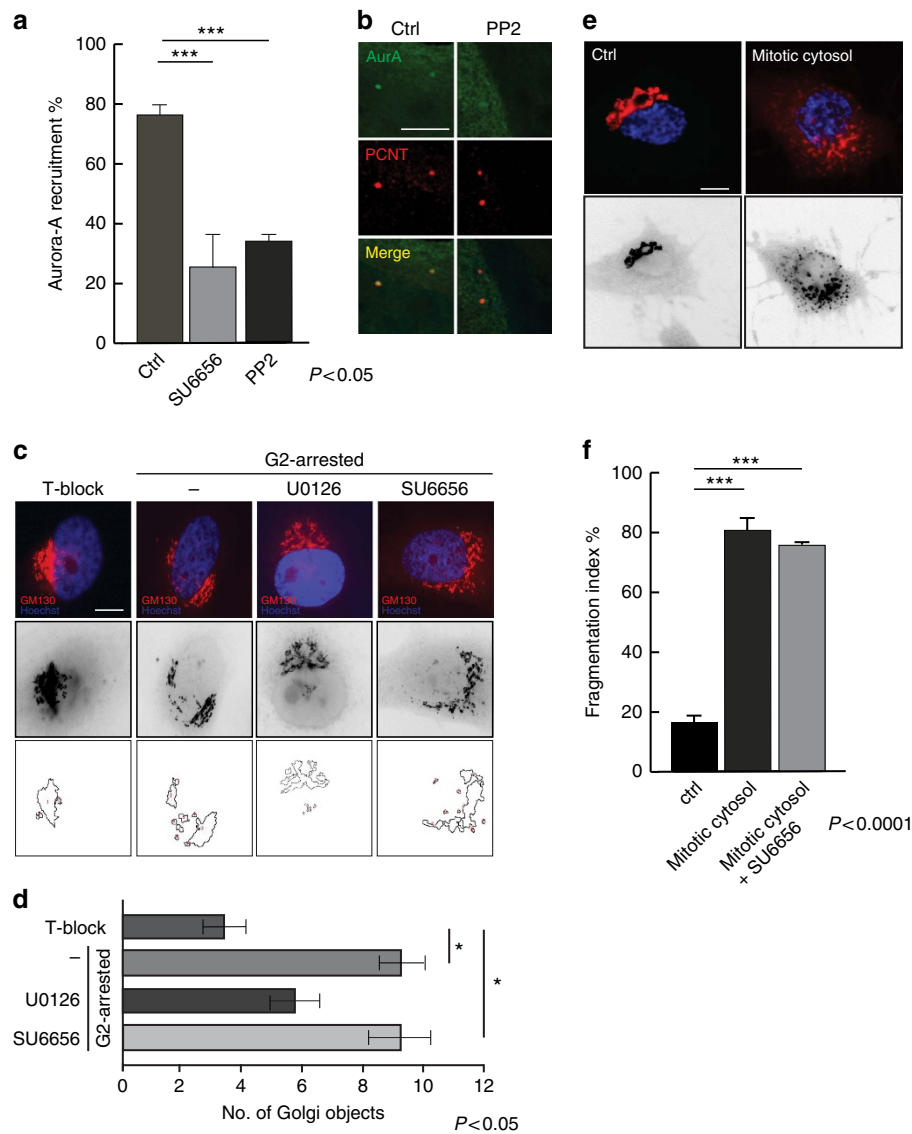 a
100
80
60
40
20
0
Aurora-A recruitment %
***
***
Ctrl
SU6656
PP2
P<0.05
b
Ctrl
PP2
AurA
PCNT
Merge
e
Ctrl
Mitotic cytosol
c
G2-arrested
T-block
–
U0126
SU6656
GM130
Hoechst
GM130
Hoechst
GM130
Hoechst
GM130
Hoechst
d
T-block
–
U0126
SU6656
G2-arrested
*
*
0 2 4 6 8 10 12
No. of Golgi objects
P<0.05
f
100
80
60
40
20
0
Fragmentation index %
***
***
ctrl
Mitotic cytosol
Mitotic cytosol
+ SU6656
P<0.0001